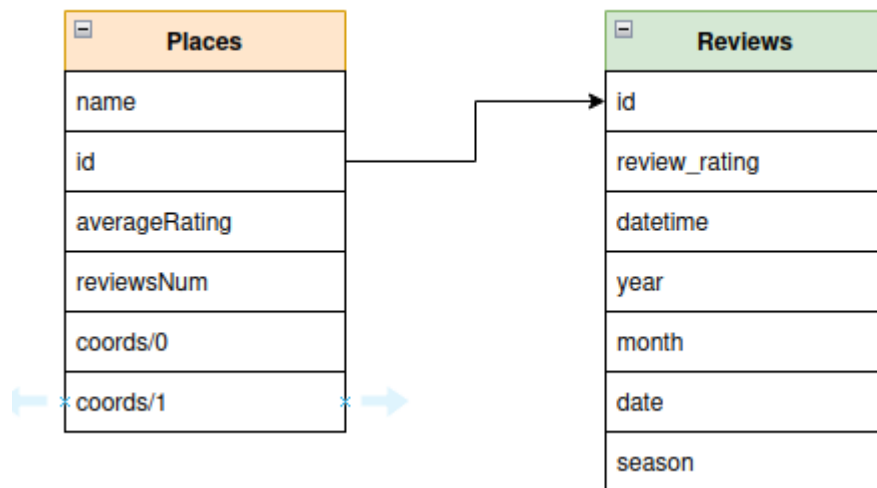 Places
name
id
averageRating
reviewsNum
coords/0
coords/1
Reviews
id
review_rating
datetime
year
month
date
season